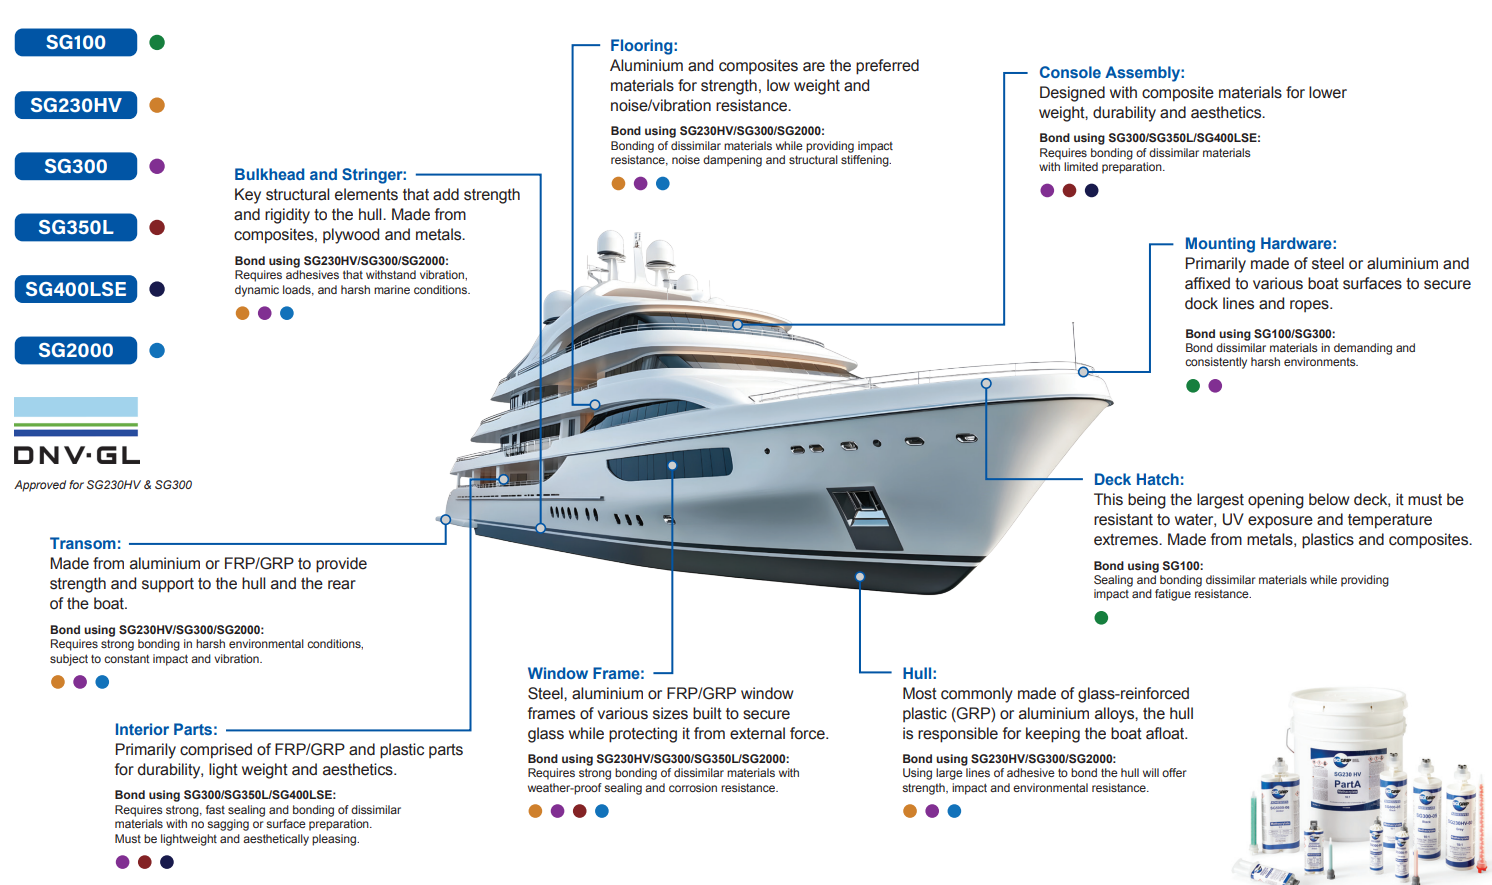 SG100
SG230HV
SG300
SG350L
SG400LSE
SG2000
DNV·GL
Approved for SG230HV & SG300
Flooring:
Aluminium and composites are the preferred
materials for strength, low weight and
noise/vibration resistance.
Bond using SG230HV/SG300/SG2000:
Bonding of dissimilar materials while providing impact
resistance, noise dampening and structural stiffening.
Console Assembly:
Designed with composite materials for lower
weight, durability and aesthetics.
Bond using SG300/SG350L/SG400LSE:
Requires bonding of dissimilar materials
with limited preparation.
Bulkhead and Stringer:
Key structural elements that add strength
and rigidity to the hull. Made from
composites, plywood and metals.
Bond using SG230HV/SG300/SG2000:
Requires adhesives that withstand vibration,
dynamic loads, and harsh marine conditions.
Mounting Hardware:
Primarily made of steel or aluminium and
affixed to various boat surfaces to secure
dock lines and ropes.
Bond using SG100/SG300:
Bond dissimilar materials in demanding and
consistently harsh environments.
Deck Hatch:
This being the largest opening below deck, it must be
resistant to water, UV exposure and temperature
extremes. Made from metals, plastics and composites.
Bond using SG100:
Sealing and bonding dissimilar materials while providing
impact and fatigue resistance.
Transom:
Made from aluminium or FRP/GRP to provide
strength and support to the hull and the rear
of the boat.
Bond using SG230HV/SG300/SG2000:
Requires strong bonding in harsh environmental conditions,
subject to constant impact and vibration.
Interior Parts:
Primarily comprised of FRP/GRP and plastic parts
for durability, light weight and aesthetics.
Bond using SG300/SG350L/SG400LSE:
Requires strong, fast sealing and bonding of dissimilar
materials with no sagging or surface preparation.
Must be lightweight and aesthetically pleasing.
Window Frame:
Steel, aluminium or FRP/GRP window
frames of various sizes built to secure
glass while protecting it from external force.
Bond using SG230HV/SG300/SG350L/SG2000:
Requires strong bonding of dissimilar materials with
weather-proof sealing and corrosion resistance.
Hull:
Most commonly made of glass-reinforced
plastic (GRP) or aluminium alloys, the hull
is responsible for keeping the boat afloat.
Bond using SG230HV/SG300/SG2000:
Using large lines of adhesive to bond the hull will offer
strength, impact and environmental resistance.
SG230 HV
PartA